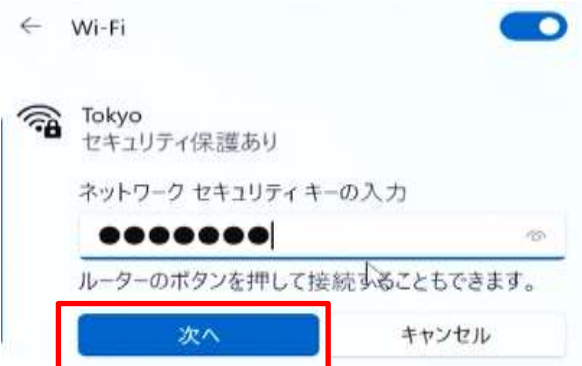 Wi-Fi
Tokyo
セキュリティ保護あり
ネットワーク セキュリティ キーの入力
●●●●●●●
ルーターのボタンを押して接続することもできます。
次へ
キャンセル